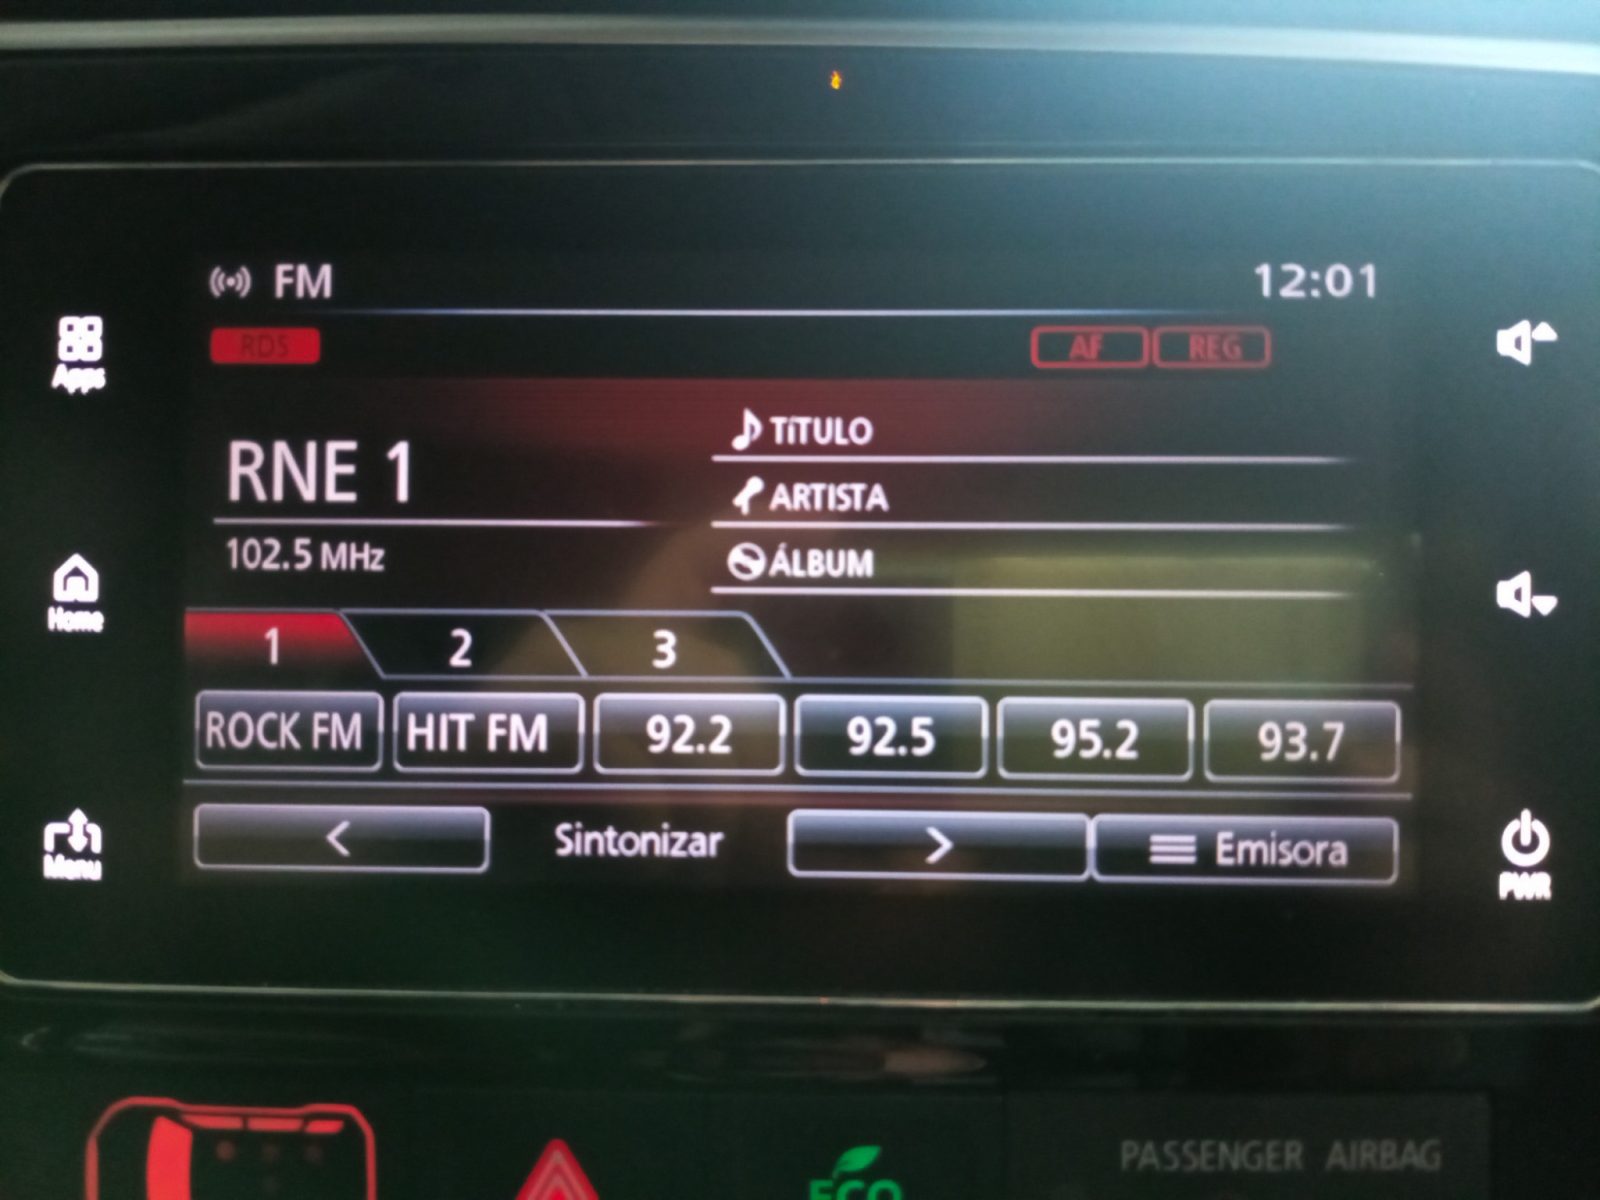 FM 12:01
RDS AF REG
Apps
RNE 1
TíTULO
ARTISTA
102.5 MHz
ÁLBUM
Home
1 2 3
ROCK FM HIT FM 92.2 92.5 95.2 93.7
< Sintonizar > Emisora
Menu
PWR
PASSENGER AIRBAG
ECO